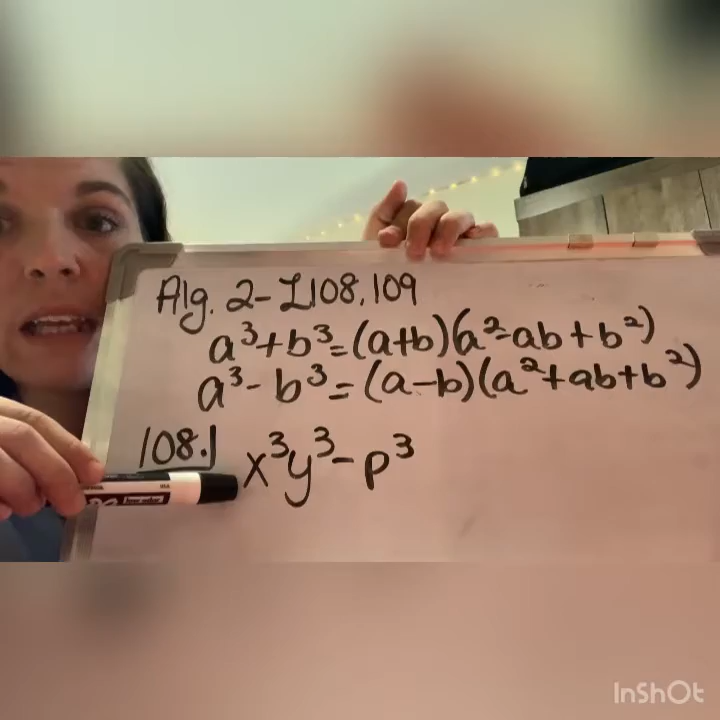 Alg. 2- L108,109
a³+b³=(a+b)(a²-ab+b²)
a³-b³=(a-b)(a²+ab+b²)
108.1 x³y³-p³
InShOt